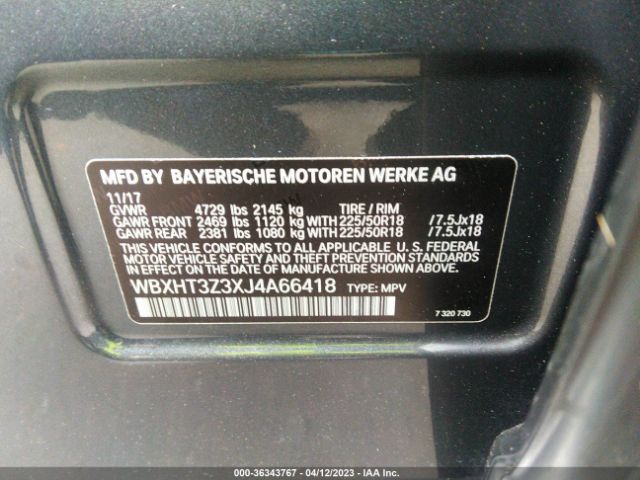 MFD BY BAYERISCHE MOTOREN WERKE AG
11/17
GVWR 4729 lbs 2145 kg TIRE / RIM
GAWR FRONT 2469 lbs 1120 kg WITH 225/50R18 /7.5Jx18
GAWR REAR 2381 lbs 1080 kg WITH 225/50R18 /7.5Jx18
THIS VEHICLE CONFORMS TO ALL APPLICABLE U. S. FEDERAL
MOTOR VEHICLE SAFETY, BUMPER AND THEFT PREVENTION STANDARDS
IN EFFECT ON THE DATE OF MANUFACTURE SHOWN ABOVE.
WBXHT3Z3XJ4A66418 TYPE: MPV
7 320 730
000-36343767 - 04/12/2023 - IAA Inc.